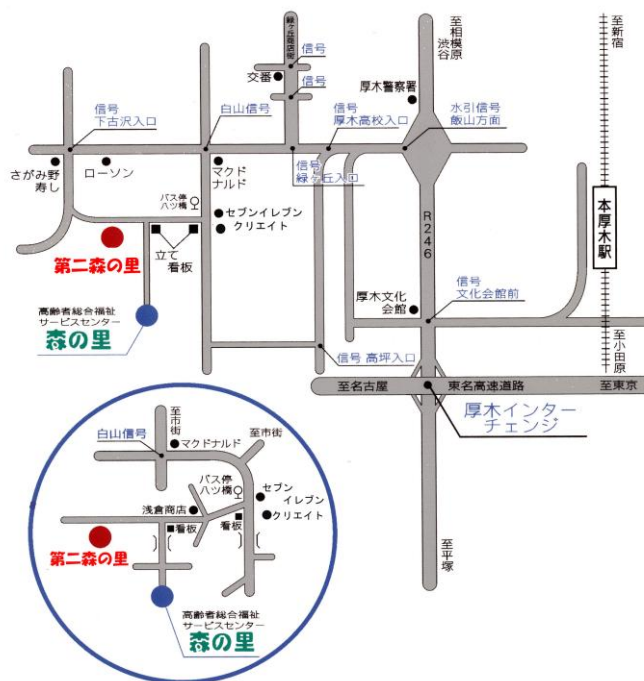 緑ヶ丘商店街
信号
交番
信号
至相模原
渋谷
至新宿
厚木警察署
信号
下古沢入口
白山信号
信号
厚木高校入口
水引信号
飯山方面
さがみ野
寿し
ローソン
マクド
ナルド
信号
緑ヶ丘入口
バス停
八ツ橋
セブンイレブン
クリエイト
立て
看板
第二森の里
R246
本厚木駅
厚木文化
会館
信号
文化会館前
高齢者総合福祉
サービスセンター
森の里
信号 高坪入口
至小田原
至名古屋
東名高速道路
至東京
厚木インター
チェンジ
至平塚
至市街
至市街
白山信号
マクドナルド
バス停
八ツ橋
セブン
イレブン
浅倉商店
看板
看板
クリエイト
第二森の里
高齢者総合福祉
サービスセンター
森の里